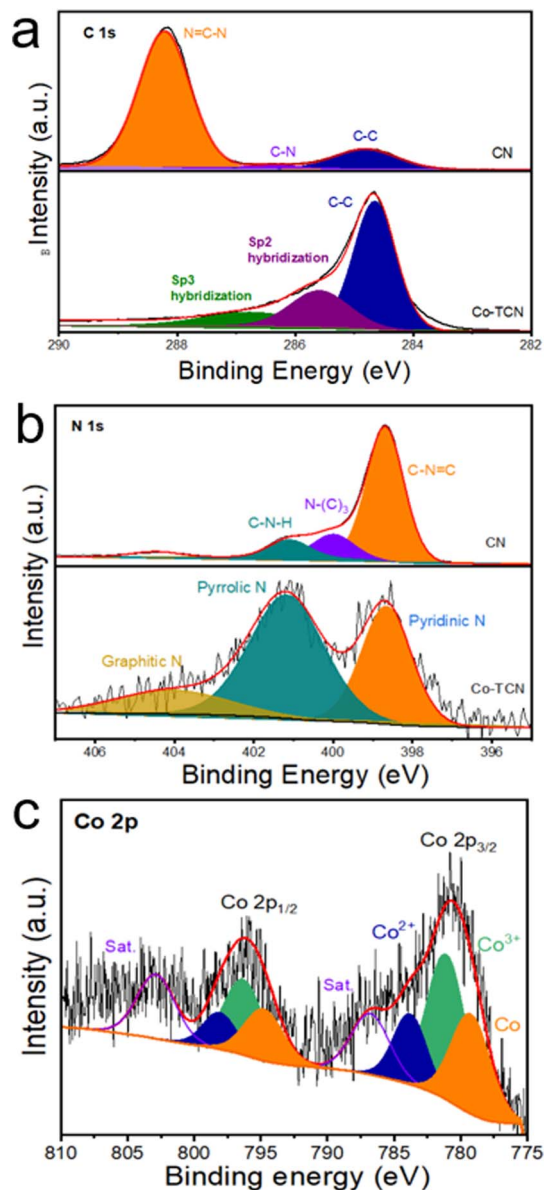 a
C 1s
N=C-N
C-N
C-C
CN
C-C
Sp2
hybridization
Sp3
hybridization
Co-TCN
B Intensity (a.u.)
290 288 286 284 282
Binding Energy (eV)
b
N 1s
C-N=C
N-(C)3
C-N-H
CN
Pyrrolic N
Pyridinic N
Graphitic N
Co-TCN
Intensity (a.u.)
406 404 402 400 398 396
Binding Energy (eV)
c
Co 2p
Co 2p3/2
Co 2p1/2
Co2+
Co3+
Sat.
Sat.
Co
Intensity (a.u.)
810 805 800 795 790 785 780 775
Binding energy (eV)